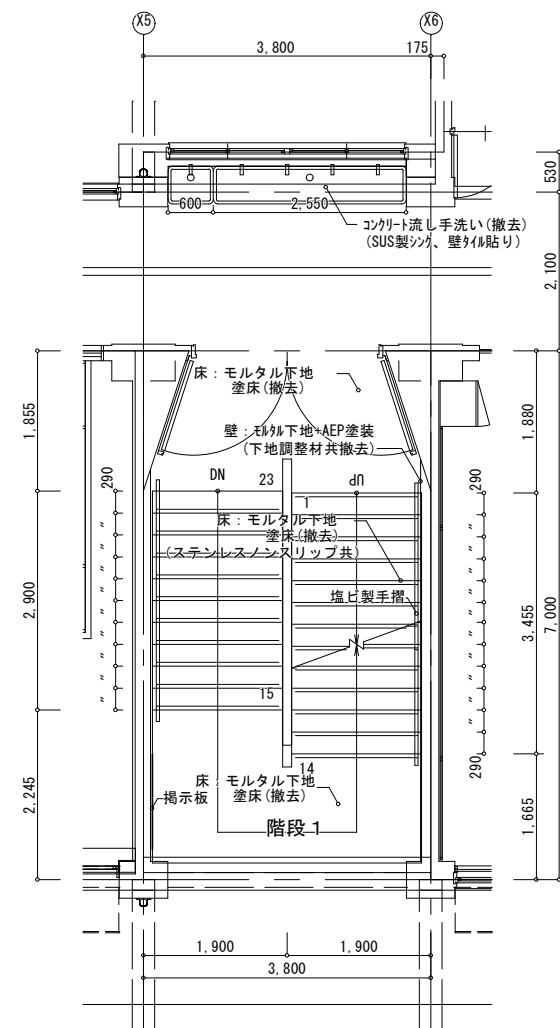 X5
X6
3,800
175
530
600
2,550
コンクリート流し手洗い(撤去)
(SUS製シンク、壁タイル貼り)
2,100
床：モルタル下地
塗床(撤去)
1,855
1,880
壁：モルタル下地+AEP塗装
(下地調整材共撤去)
290
DN
23
UP
290
1
床：モルタル下地
塗床(撤去)
(ステンレスノンスリップ共)
塩ビ製手摺
2,900
3,455
7,000
15
14
290
床：モルタル下地
塗床(撤去)
掲示板
階段1
2,245
1,665
1,900
1,900
3,800